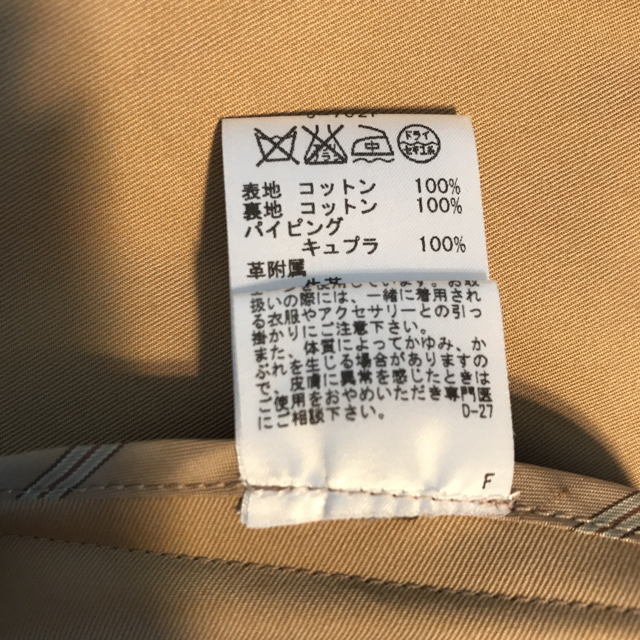 中
ドライ
セキユ系
表地 コットン 100%
裏地 コットン 100%
パイピング
キュプラ 100%
革附属
扱いの際には、一緒に着用され
る衣服やアクセサリーとの引っ
掛かりにご注意下さい。
また、体質によってかゆみ、か
ぶれを生じる場合がありますの
で、皮膚に異常を感じたときは
ご使用をおやめいただき専門医
にご相談下さい。
D-27
F